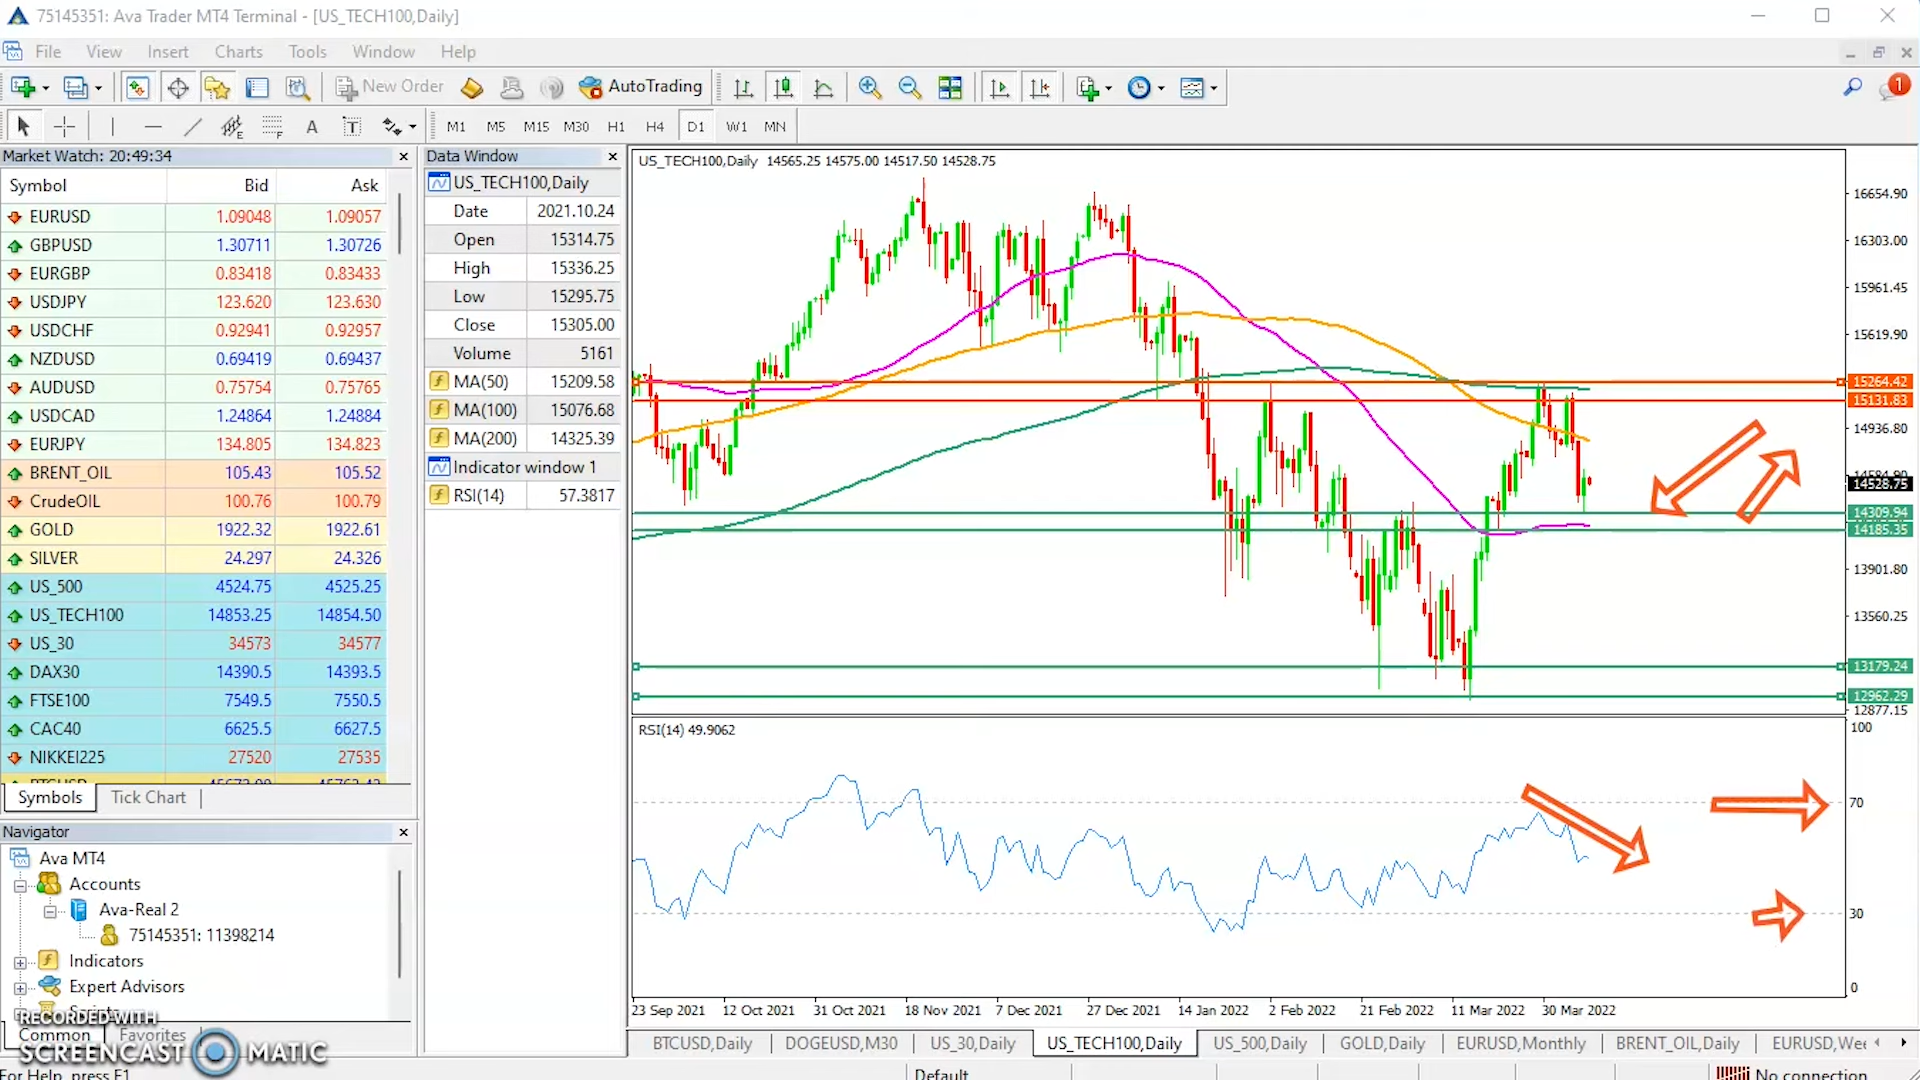 75145351: Ava Trader MT4 Terminal - [US_TECH100,Daily]
File View Insert Charts Tools Window Help
New Order AutoTrading 1
A T E F M1 M5 M15 M30 H1 H4 D1 W1 MN
Market Watch: 20:49:34
Symbol Bid Ask
EURUSD 1.09048 1.09057
GBPUSD 1.30711 1.30726
EURGBP 0.83418 0.83433
USDJPY 123.620 123.630
USDCHF 0.92941 0.92957
NZDUSD 0.69419 0.69437
AUDUSD 0.75754 0.75765
USDCAD 1.24864 1.24884
EURJPY 134.805 134.823
BRENT_OIL 105.43 105.52
CrudeOIL 100.76 100.79
GOLD 1922.32 1922.61
SILVER 24.297 24.326
US_500 4524.75 4525.25
US_TECH100 14853.25 14854.50
US_30 34573 34577
DAX30 14390.5 14393.5
FTSE100 7549.5 7550.5
CAC40 6625.5 6627.5
NIKKEI225 27520 27535
Symbols Tick Chart
Navigator
Ava MT4
Accounts
Ava-Real 2
75145351: 11398214
Indicators
Expert Advisors
Common Favorites
RECORDED WITH
SCREENCAST MATIC
For Help, press F1
Data Window
US_TECH100,Daily
Date 2021.10.24
Open 15314.75
High 15336.25
Low 15295.75
Close 15305.00
Volume 5161
MA(50) 15209.58
MA(100) 15076.68
MA(200) 14325.39
Indicator window 1
RSI(14) 57.3817
US_TECH100,Daily 14565.25 14575.00 14517.50 14528.75
16654.90
16303.00
15961.45
15619.90
15264.42
15131.83
14936.80
14584.90
14528.75
14309.94
14185.35
13901.80
13560.25
13179.24
12962.29
12877.15
RSI(14) 49.9062
100
70
30
0
23 Sep 2021 12 Oct 2021 31 Oct 2021 18 Nov 2021 7 Dec 2021 27 Dec 2021 14 Jan 2022 2 Feb 2022 21 Feb 2022 11 Mar 2022 30 Mar 2022
BTCUSD,Daily DOGEUSD,M30 US_30,Daily US_TECH100,Daily US_500,Daily GOLD,Daily EURUSD,Monthly BRENT_OIL,Daily EURUSD,Wee
Default No connection